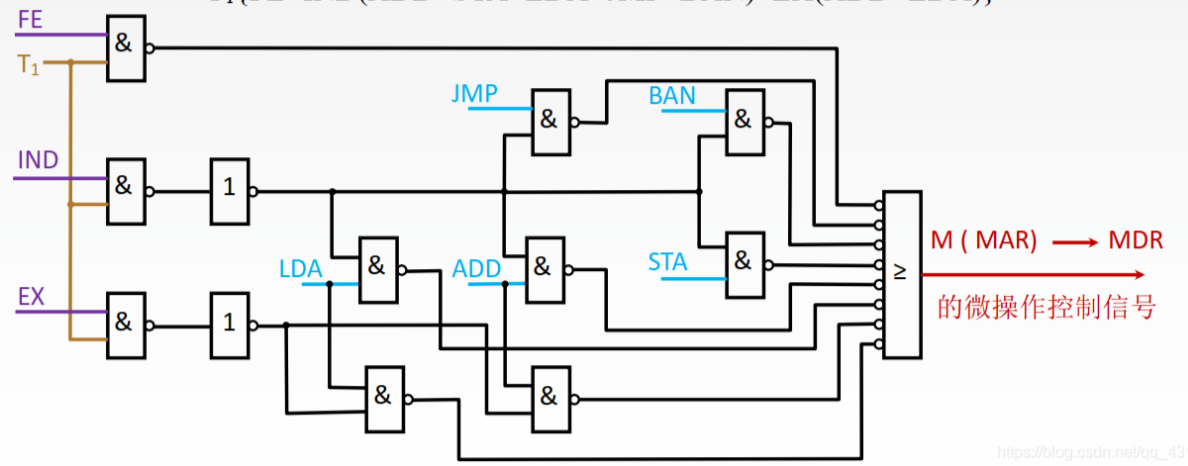 FE
T₁
&
JMP
&
BAN
&
IND
&
1
M ( MAR) → MDR
的微操作控制信号
LDA
&
ADD
&
STA
&
≥
EX
&
1
&
&
https://blog.csdn.net/qq_43